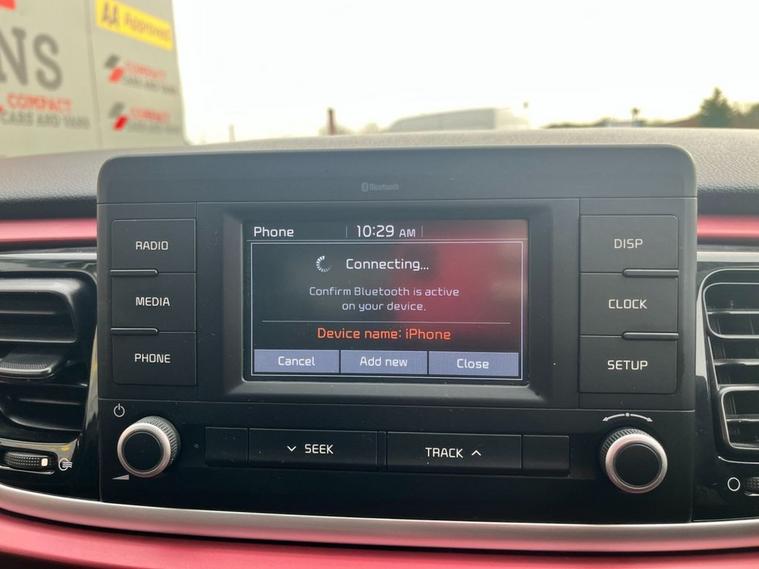 AA Approved
NS
COMPACT
CARS AND VANS
COMPACT
CARS AND VANS
COMPACT
CARS AND VANS
Bluetooth
RADIO
MEDIA
PHONE
Phone 10:29 AM
Connecting...
Confirm Bluetooth is active
on your device.
Device name: iPhone
Cancel Add new Close
DISP
CLOCK
SETUP
SEEK
TRACK